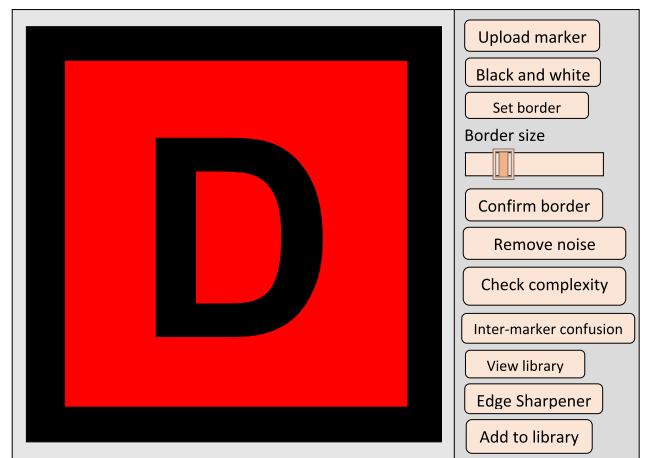 D
Upload marker
Black and white
Set border
Border size
Confirm border
Remove noise
Check complexity
Inter-marker confusion
View library
Edge Sharpener
Add to library